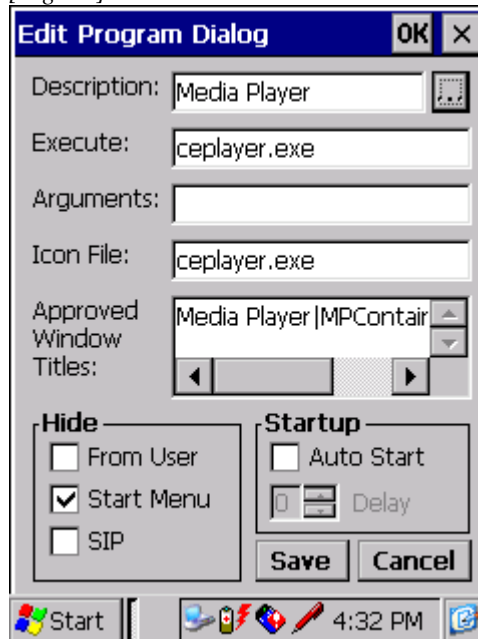 Edit Program Dialog OK
Description: Media Player ...
Execute: ceplayer.exe
Arguments:
Icon File: ceplayer.exe
Approved Window Titles: Media Player|MPContain
Hide
From User
Start Menu
SIP
Startup
Auto Start
0 Delay
Save Cancel
Start 4:32 PM